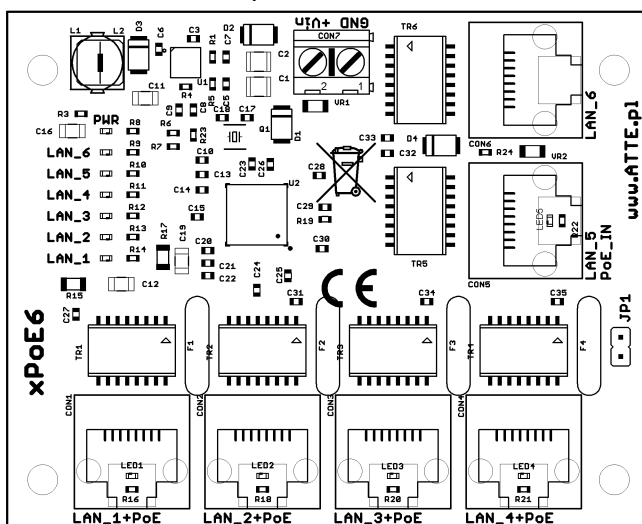 L1 L2
D3
C6
C3
U1
R1
C7
D2
C2
C1
GND +Vin
CON7
2 1
VR1
TR6
LAN_6
www.ATTE.pl
C11
R4
R5
C5
C9
C8
C18
C17
R3
PWR
R8
C16
R6
R23
Q1
D1
LAN_6
R9
R7
C10
C23
C26
C33
C32
D4
CON6
R24
VR2
LAN_5
R10
C13
U2
C28
LAN_4
R11
C14
LAN_3
R12
C15
C29
R19
LED5
R22
LAN_5
PoE_IN
LAN_2
R13
R17
C19
C20
C30
LAN_1
R14
C21
C22
TR5
CON5
R15
C12
C24
C25
C31
CE
C34
C35
JP1
C27
xPoE6
TR1
F1
TR2
F2
TR3
F3
TR4
F4
CON1
CON2
CON3
CON4
LED1
LED2
LED3
LED4
R16
R18
R20
R21
LAN_1+PoE
LAN_2+PoE
LAN_3+PoE
LAN_4+PoE